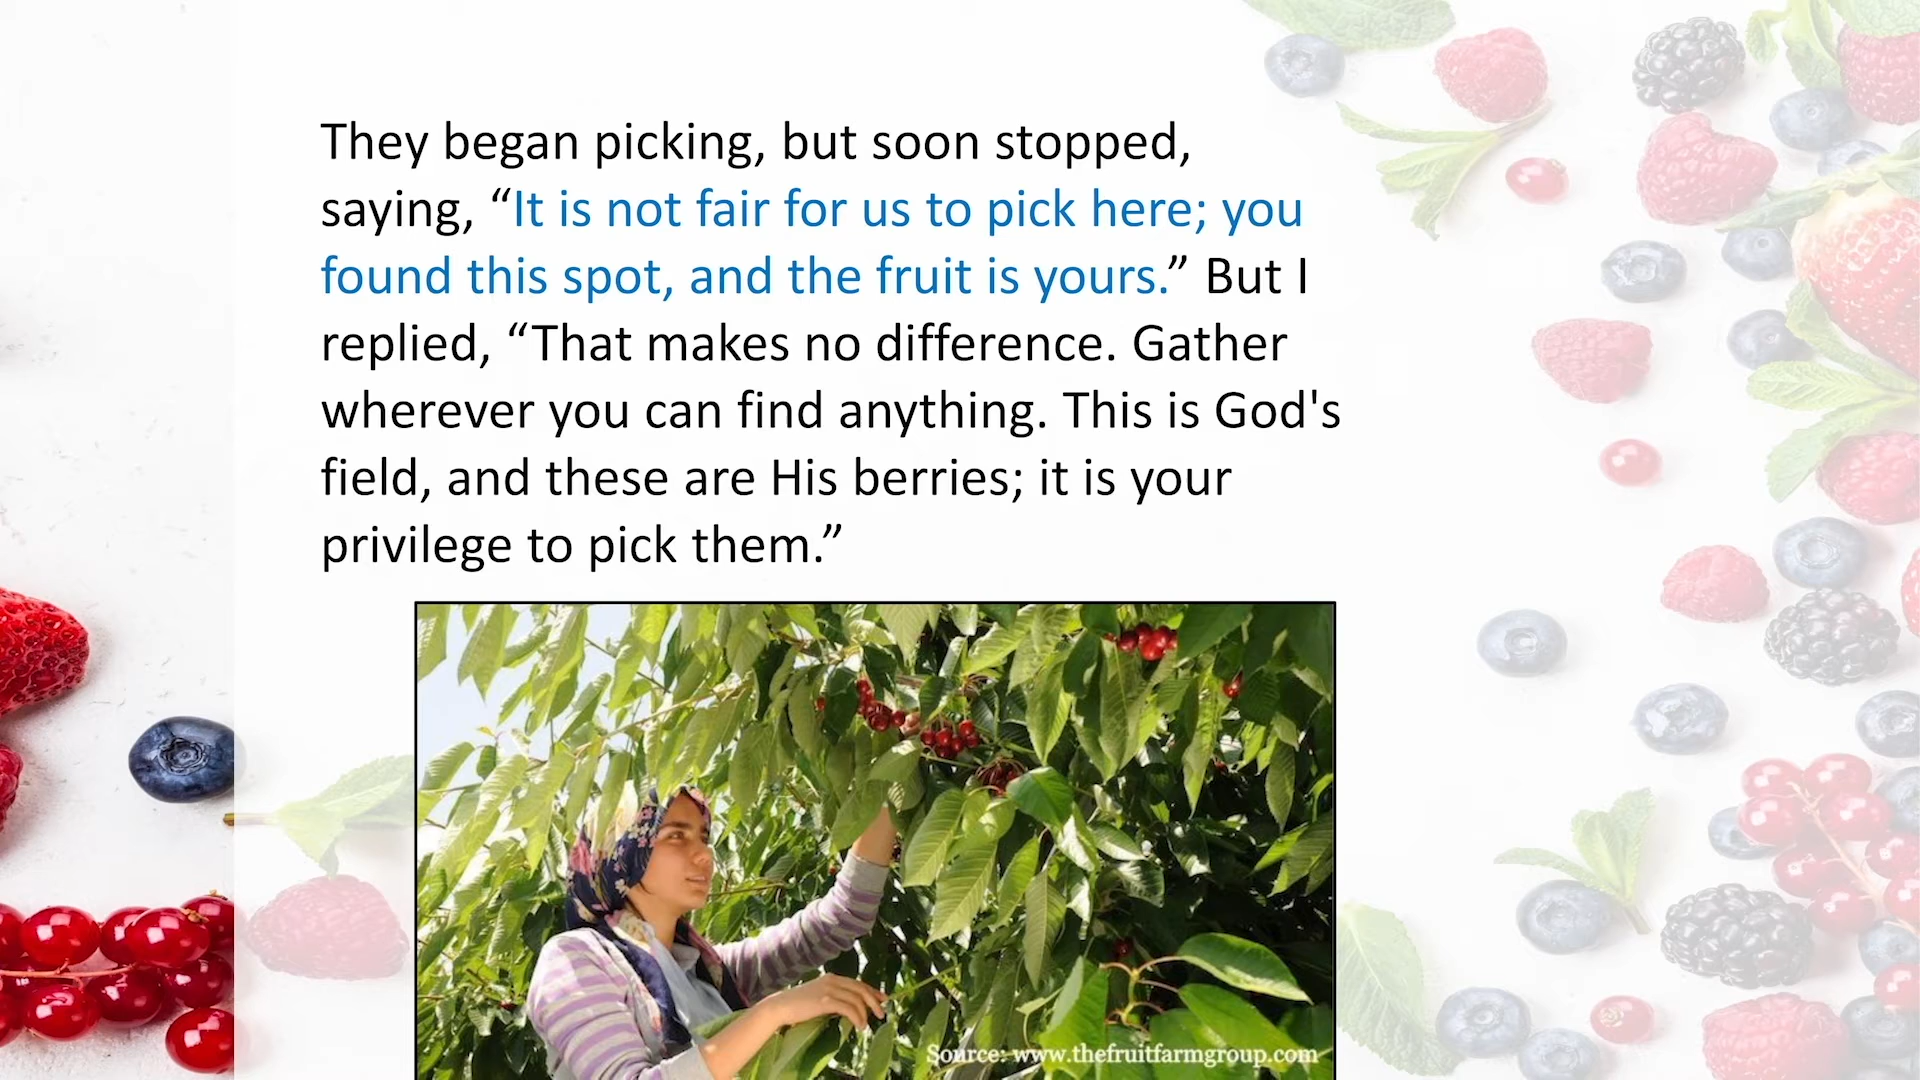 They began picking, but soon stopped,
saying, “It is not fair for us to pick here; you
found this spot, and the fruit is yours.” But I
replied, “That makes no difference. Gather
wherever you can find anything. This is God's
field, and these are His berries; it is your
privilege to pick them.”
Source: www.thefruitfarmgroup.com